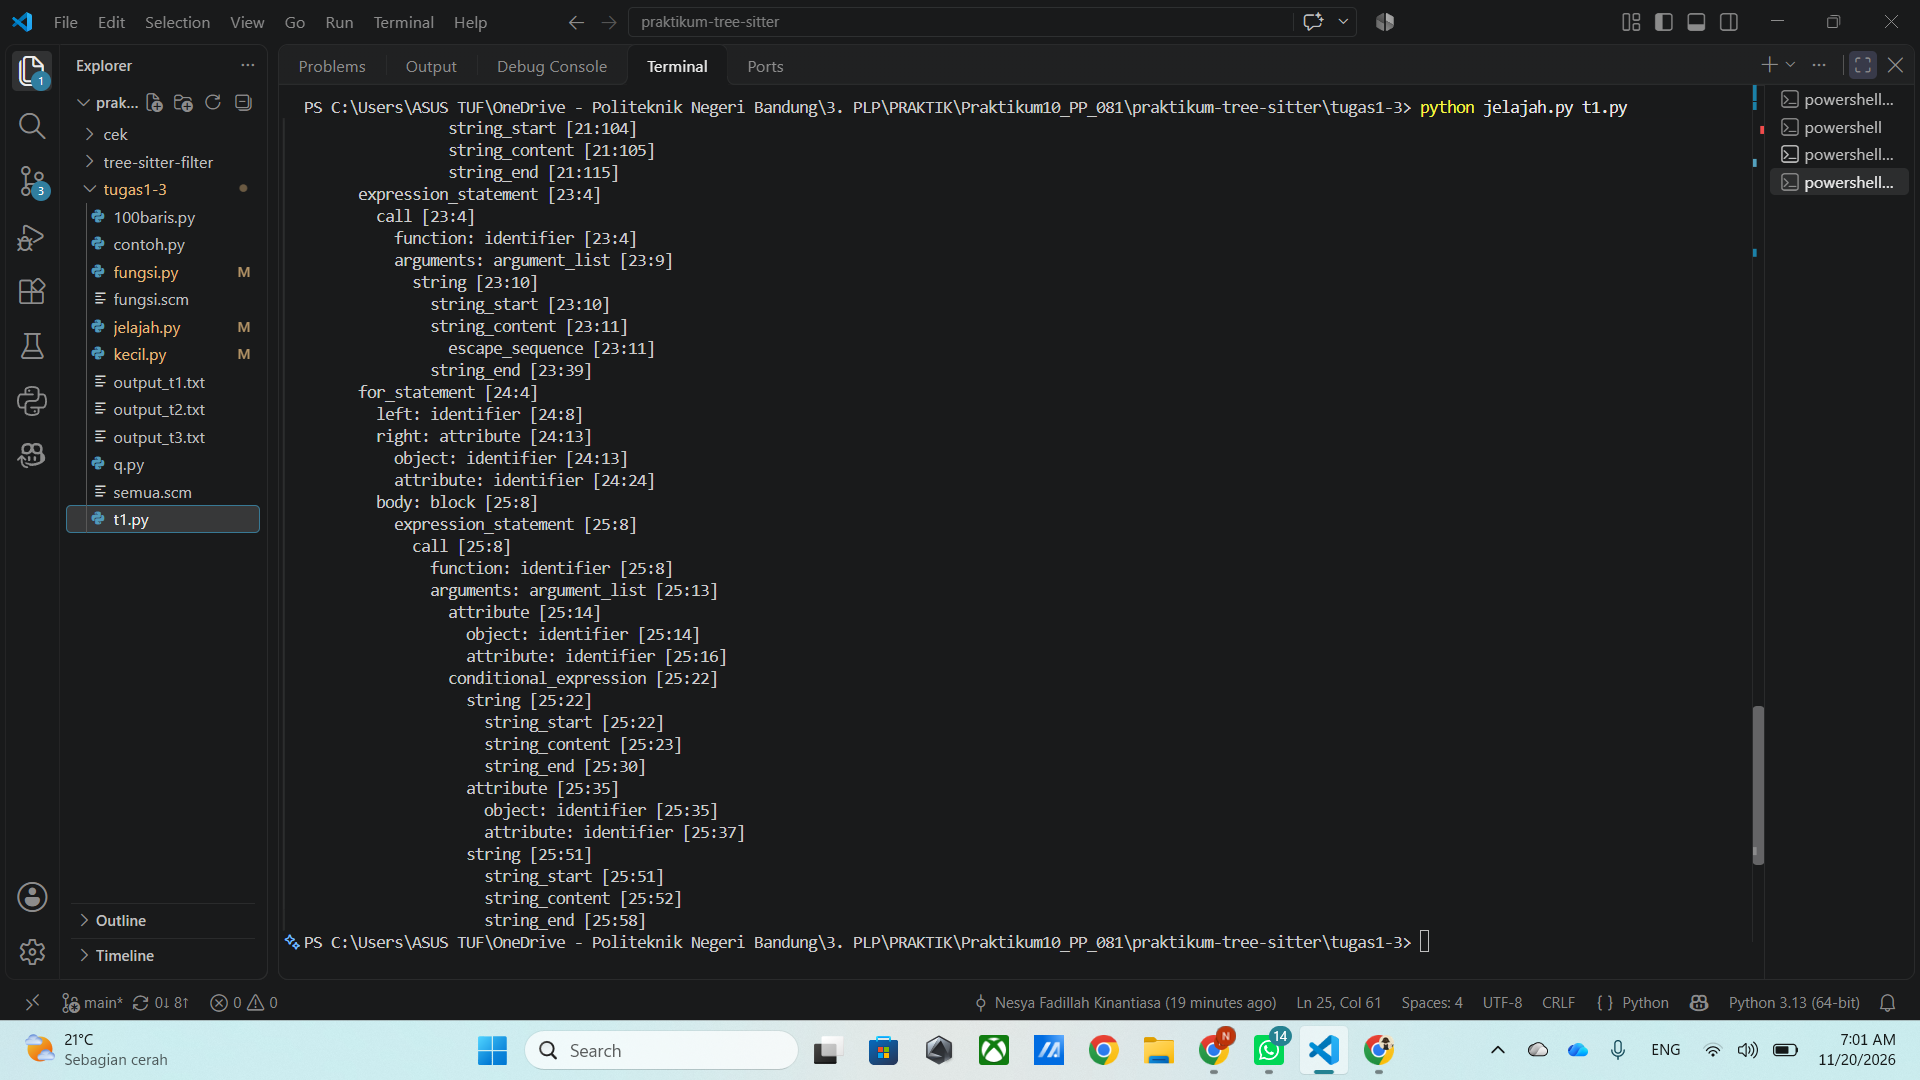 File Edit Selection View Go Run Terminal Help
praktikum-tree-sitter
Explorer
Problems Output Debug Console Terminal Ports
prak...
cek
tree-sitter-filter
tugas1-3
100baris.py
contoh.py
fungsi.py M
fungsi.scm
jelajah.py M
kecil.py M
output_t1.txt
output_t2.txt
output_t3.txt
q.py
semua.scm
t1.py
Outline
Timeline
1
3
PS C:\Users\ASUS TUF\OneDrive - Politeknik Negeri Bandung\3. PLP\PRAKTIK\Praktikum10_PP_081\praktikum-tree-sitter\tugas1-3> python jelajah.py t1.py
string_start [21:104]
string_content [21:105]
string_end [21:115]
expression_statement [23:4]
call [23:4]
function: identifier [23:4]
arguments: argument_list [23:9]
string [23:10]
string_start [23:10]
string_content [23:11]
escape_sequence [23:11]
string_end [23:39]
for_statement [24:4]
left: identifier [24:8]
right: attribute [24:13]
object: identifier [24:13]
attribute: identifier [24:24]
body: block [25:8]
expression_statement [25:8]
call [25:8]
function: identifier [25:8]
arguments: argument_list [25:13]
attribute [25:14]
object: identifier [25:14]
attribute: identifier [25:16]
conditional_expression [25:22]
string [25:22]
string_start [25:22]
string_content [25:23]
string_end [25:30]
attribute [25:35]
object: identifier [25:35]
attribute: identifier [25:37]
string [25:51]
string_start [25:51]
string_content [25:52]
string_end [25:58]
PS C:\Users\ASUS TUF\OneDrive - Politeknik Negeri Bandung\3. PLP\PRAKTIK\Praktikum10_PP_081\praktikum-tree-sitter\tugas1-3>
powershell...
powershell
powershell...
powershell...
main* 0↓ 8↑ 0 0
Nesya Fadillah Kinantiasa (19 minutes ago) Ln 25, Col 61 Spaces: 4 UTF-8 CRLF { } Python Python 3.13 (64-bit)
21°C
Sebagian cerah
Search
N
14
ENG
7:01 AM
11/20/2026